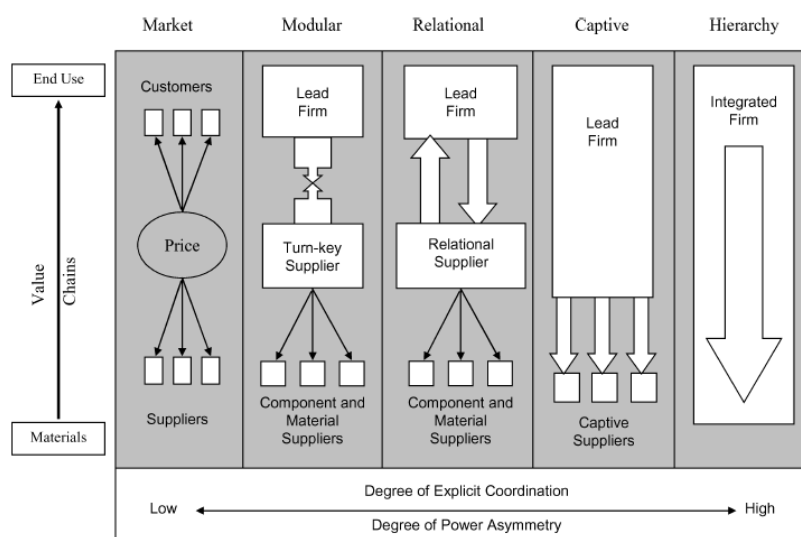 Market
Modular
Relational
Captive
Hierarchy
End Use
Value
Chains
Materials
Customers
Price
Suppliers
Lead
Firm
Turn-key
Supplier
Component and
Material
Suppliers
Lead
Firm
Relational
Supplier
Component and
Material
Suppliers
Lead
Firm
Captive
Suppliers
Integrated
Firm
Degree of Explicit Coordination
Low
High
Degree of Power Asymmetry